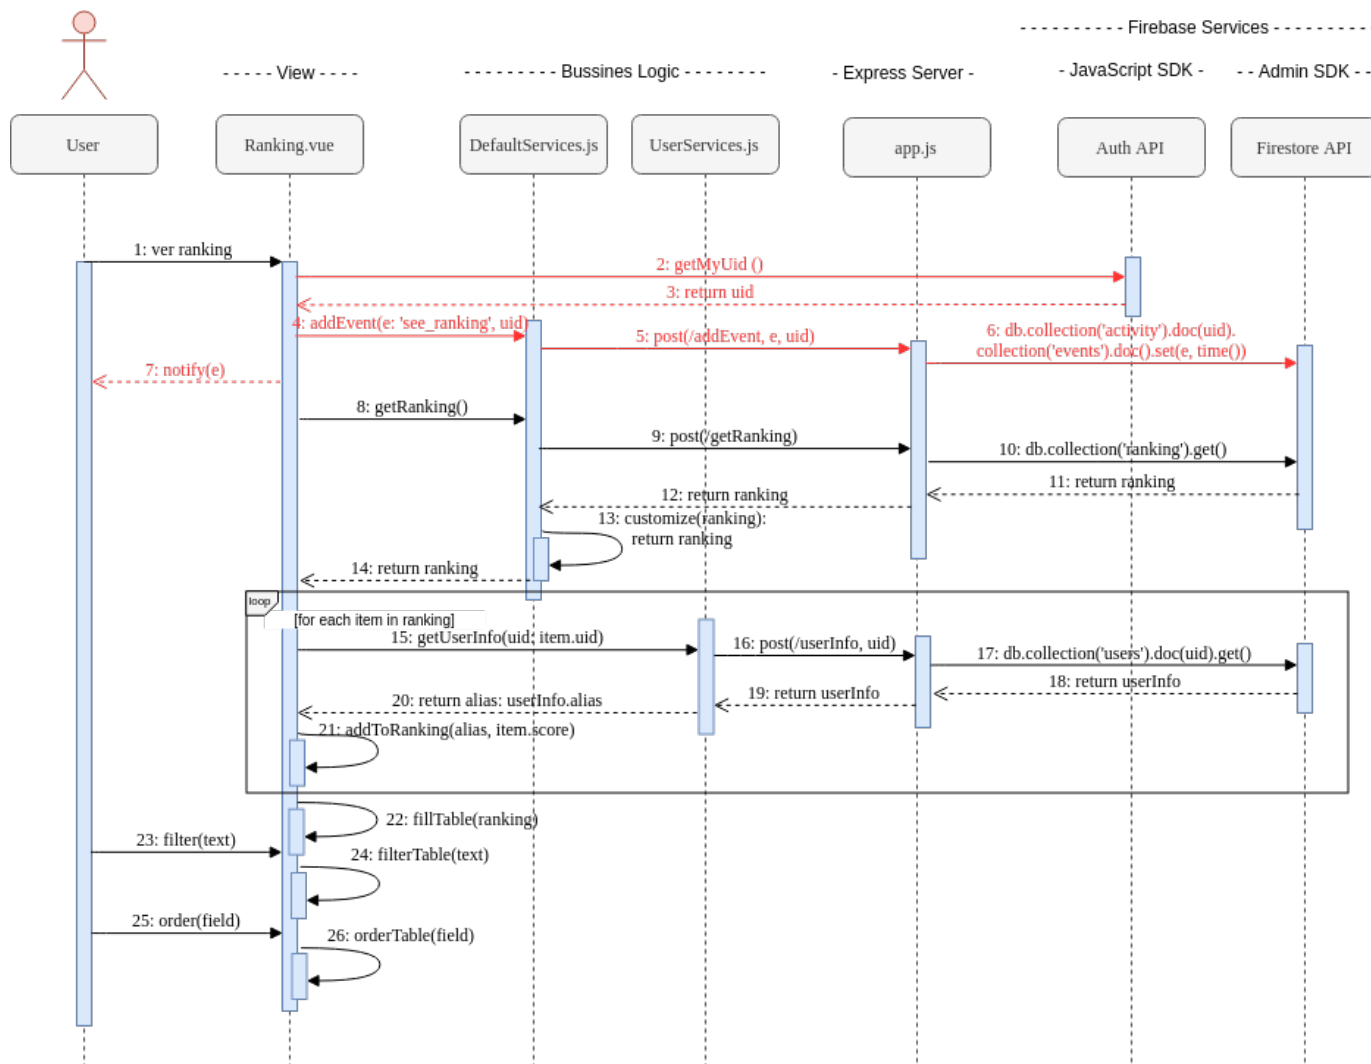 Firebase Services
View
Bussines Logic
Express Server
JavaScript SDK
Admin SDK
User
Ranking.vue
DefaultServices.js
UserServices.js
app.js
Auth API
Firestore API
1: ver ranking
2: getMyUid ()
3: return uid
4: addEvent(e: 'see_ranking', uid)
5: post(/addEvent, e, uid)
6: db.collection('activity').doc(uid).
collection('events').doc().set(e, time())
7: notify(e)
8: getRanking()
9: post(/getRanking)
10: db.collection('ranking').get()
11: return ranking
12: return ranking
13: customize(ranking):
return ranking
14: return ranking
loop
[for each item in ranking]
15: getUserInfo(uid: item.uid)
16: post(/userInfo, uid)
17: db.collection('users').doc(uid).get()
18: return userInfo
19: return userInfo
20: return alias: userInfo.alias
21: addToRanking(alias, item.score)
22: fillTable(ranking)
23: filter(text)
24: filterTable(text)
25: order(field)
26: orderTable(field)